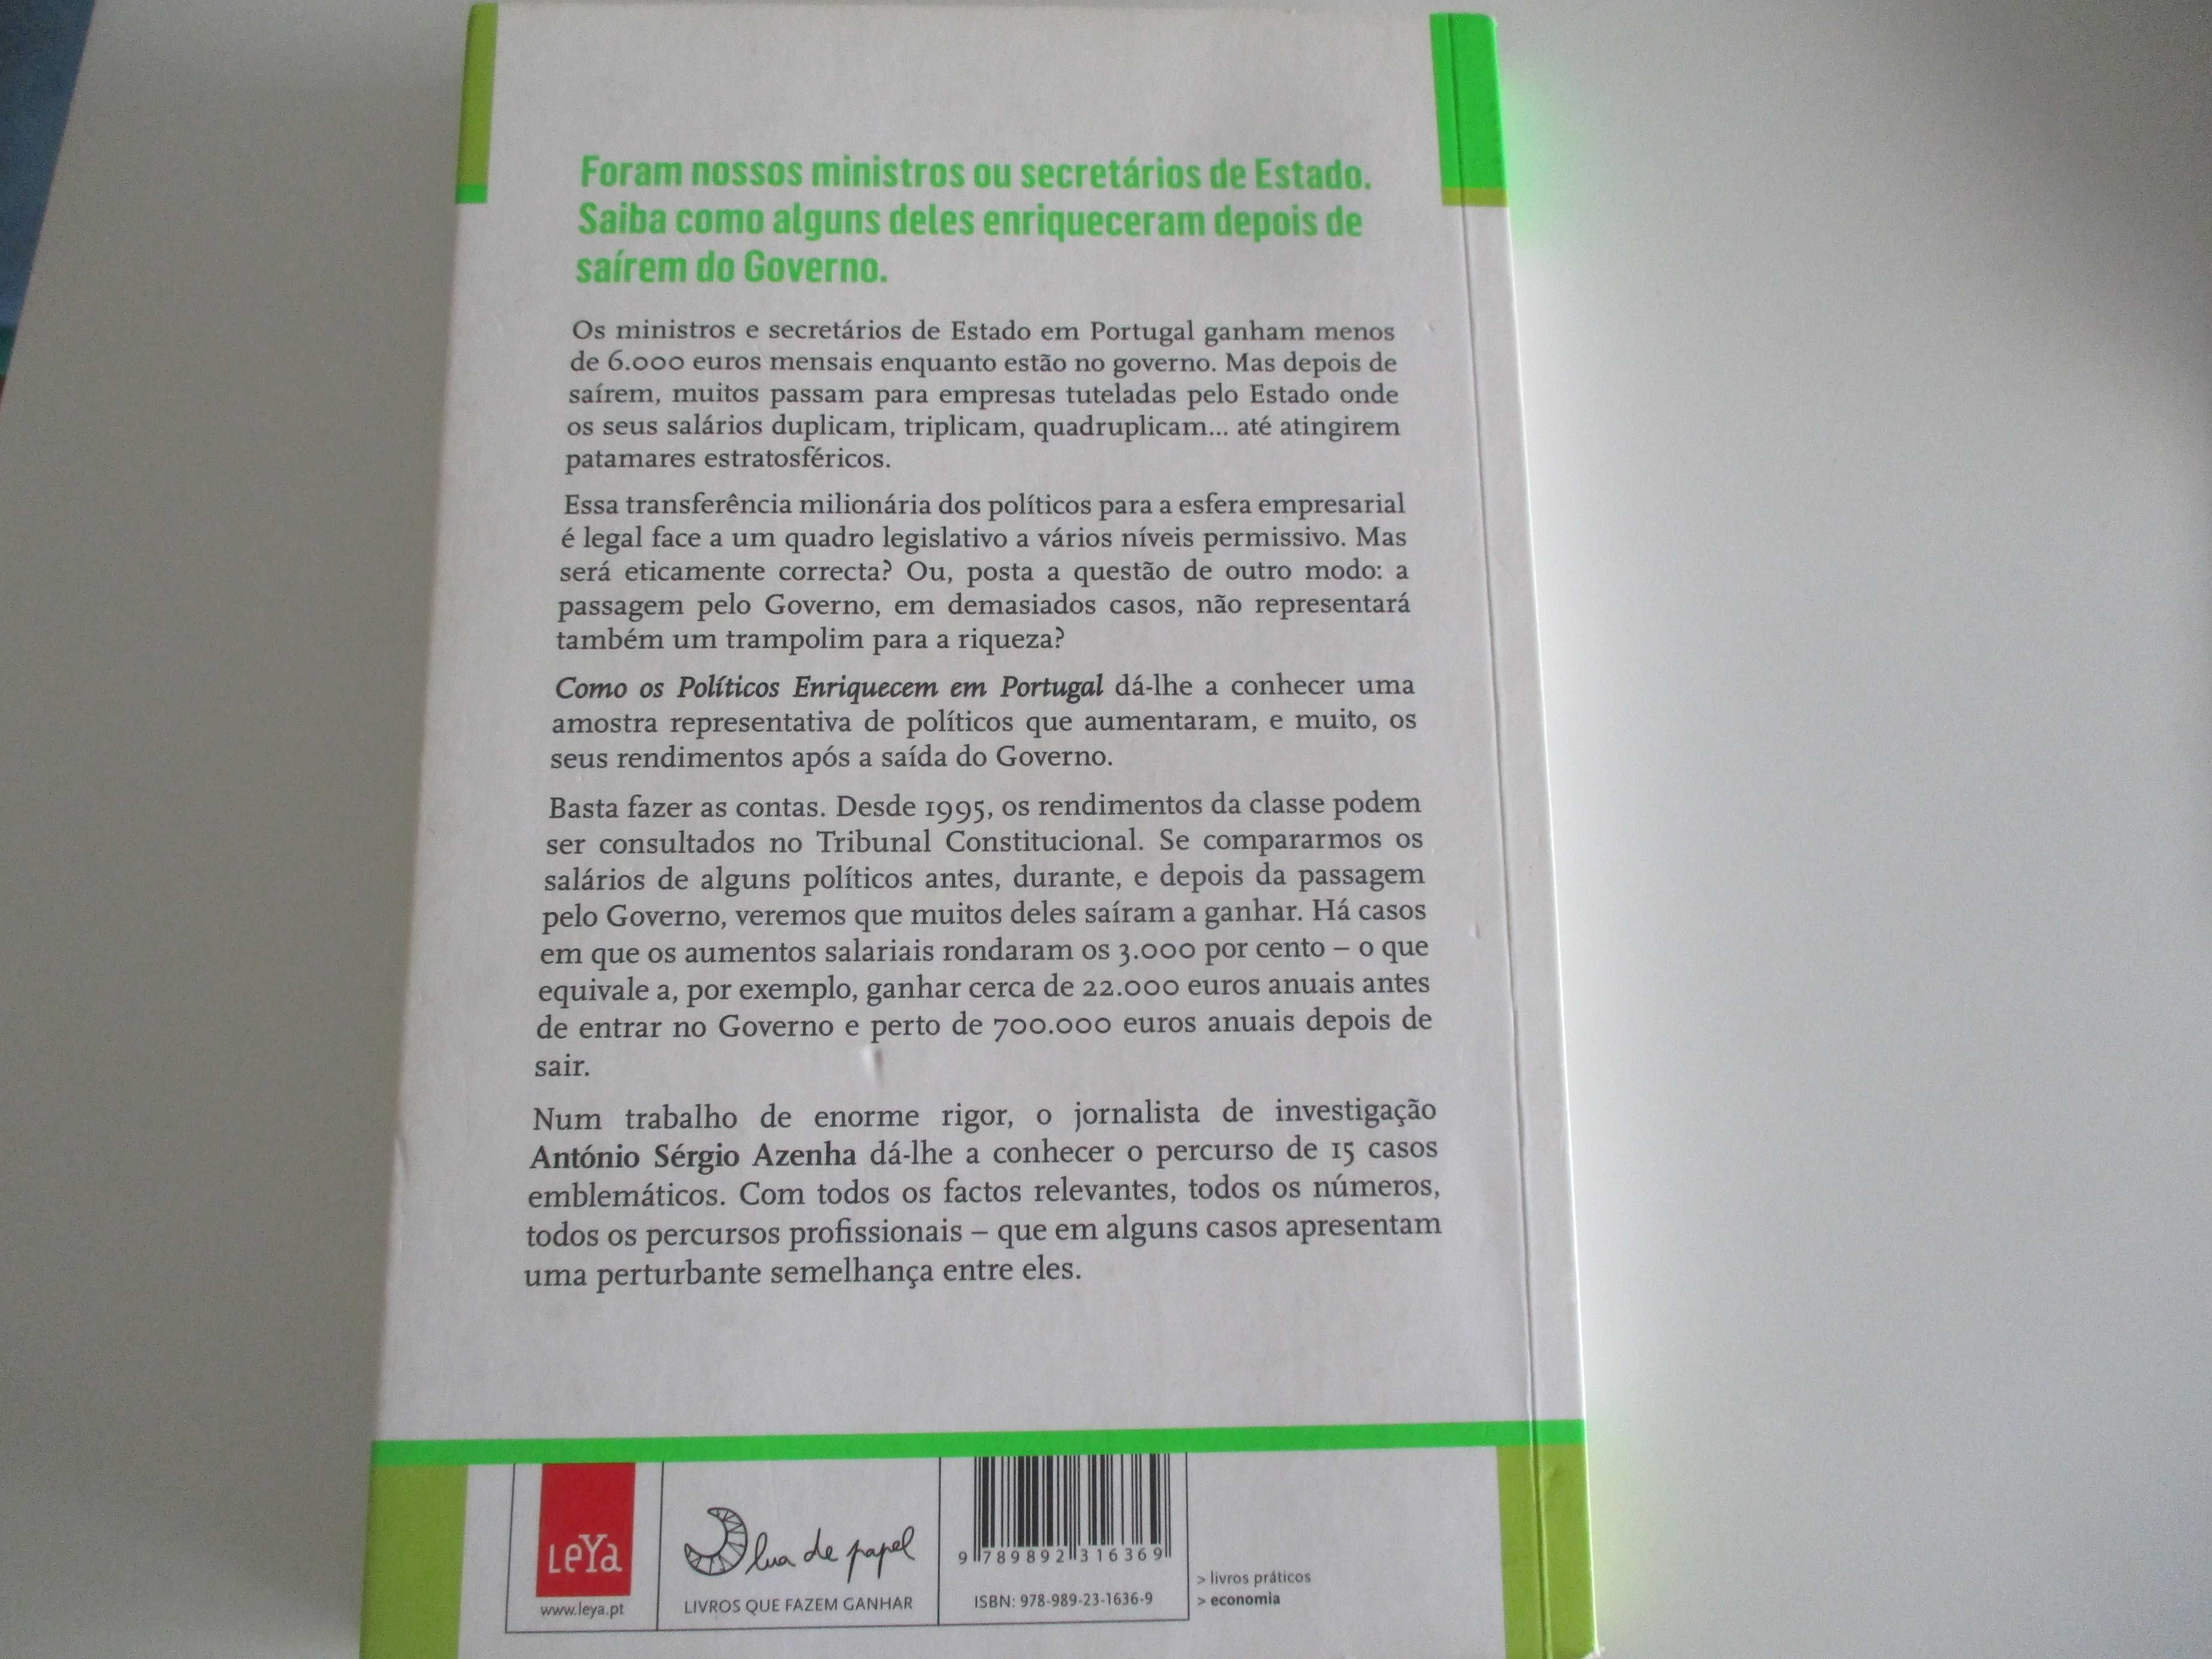 Foram nossos ministros ou secretários de Estado.
Saiba como alguns deles enriqueceram depois de
saírem do Governo.
Os ministros e secretários de Estado em Portugal ganham menos
de 6.000 euros mensais enquanto estão no governo. Mas depois de
saírem, muitos passam para empresas tuteladas pelo Estado onde
os seus salários duplicam, triplicam, quadruplicam... até atingirem
patamares estratosféricos.
Essa transferência milionária dos políticos para a esfera empresarial
é legal face a um quadro legislativo a vários níveis permissivo. Mas
será eticamente correcta? Ou, posta a questão de outro modo: a
passagem pelo Governo, em demasiados casos, não representará
também um trampolim para a riqueza?
Como os Políticos Enriquecem em Portugal dá-lhe a conhecer uma
amostra representativa de políticos que aumentaram, e muito, os
seus rendimentos após a saída do Governo.
Basta fazer as contas. Desde 1995, os rendimentos da classe podem
ser consultados no Tribunal Constitucional. Se compararmos os
salários de alguns políticos antes, durante, e depois da passagem
pelo Governo, veremos que muitos deles saíram a ganhar. Há casos
em que os aumentos salariais rondaram os 3.000 por cento – o que
equivale a, por exemplo, ganhar cerca de 22.000 euros anuais antes
de entrar no Governo e perto de 700.000 euros anuais depois de
sair.
Num trabalho de enorme rigor, o jornalista de investigação
António Sérgio Azenha dá-lhe a conhecer o percurso de 15 casos
emblemáticos. Com todos os factos relevantes, todos os números,
todos os percursos profissionais – que em alguns casos apresentam
uma perturbante semelhança entre eles.
LeYa
www.leya.pt
lua de papel
LIVROS QUE FAZEM GANHAR
9 789892 316369
ISBN: 978-989-23-1636-9
> livros práticos
> economia